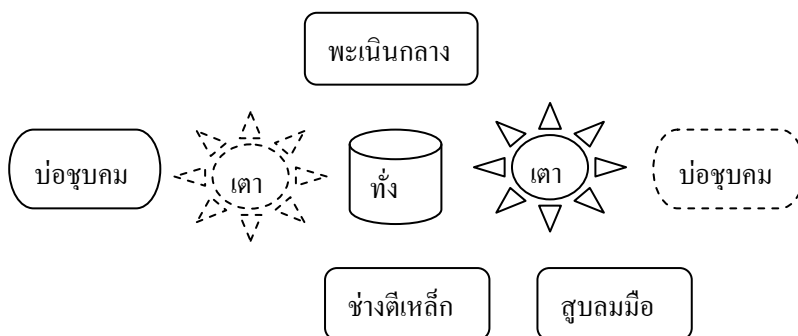 พะเนินกลาง
บ่อชุบคม
เตา
ทั่ง
เตา
บ่อชุบคม
ช่างตีเหล็ก
สูบลมมือ